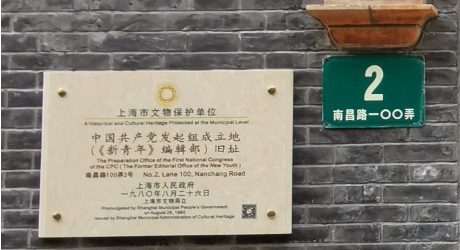 上海市文物保护单位
A Historical and Cultural Heritage Protected at the Municipal Level
中国共产党发起组成立地
(《新青年》编辑部)旧址
The Preparation Office of the First National Congress
of the CPC (The Former Editorial Office of the New Youth)
南昌路100弄2号 No.2, Lane 100, Nanchang Road
上海市人民政府
一九八〇年八月二十六日
上海市文物局立
Promulgated by Shanghai Municipal People's Government
on August 26, 1980
Issued by Shanghai Municipal Administration of Cultural Heritage
2
南昌路一〇〇弄